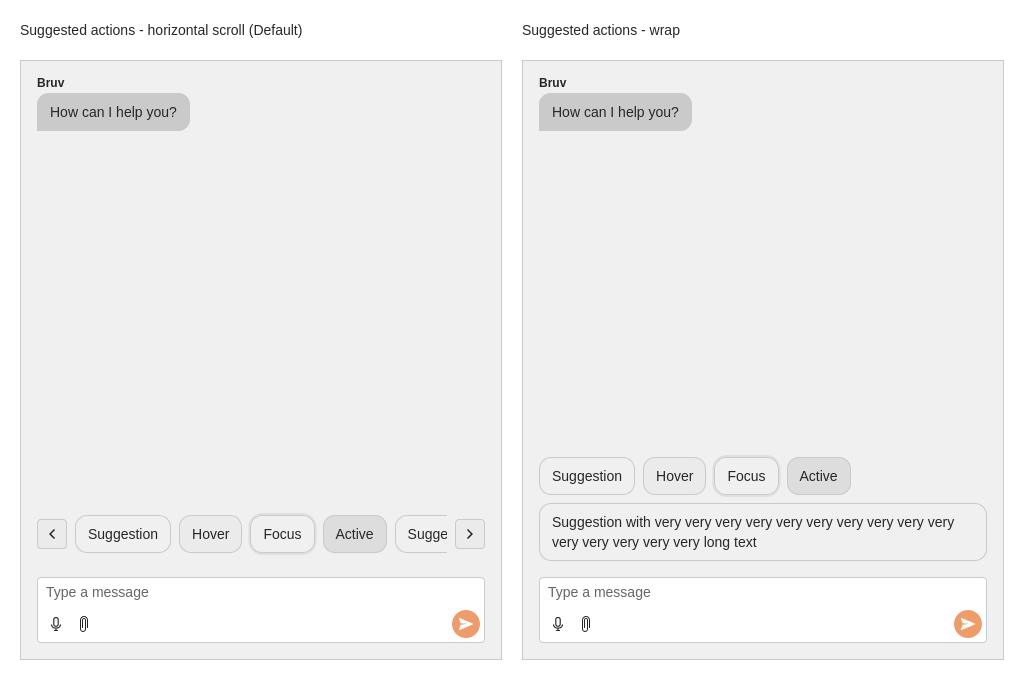 Suggested actions - horizontal scroll (Default)
Bruv
How can I help you?
Suggestion
Hover
Focus
Active
Sugge
Type a message
Suggested actions - wrap
Bruv
How can I help you?
Suggestion
Hover
Focus
Active
Suggestion with very very very very very very very very very very
very very very very very long text
Type a message